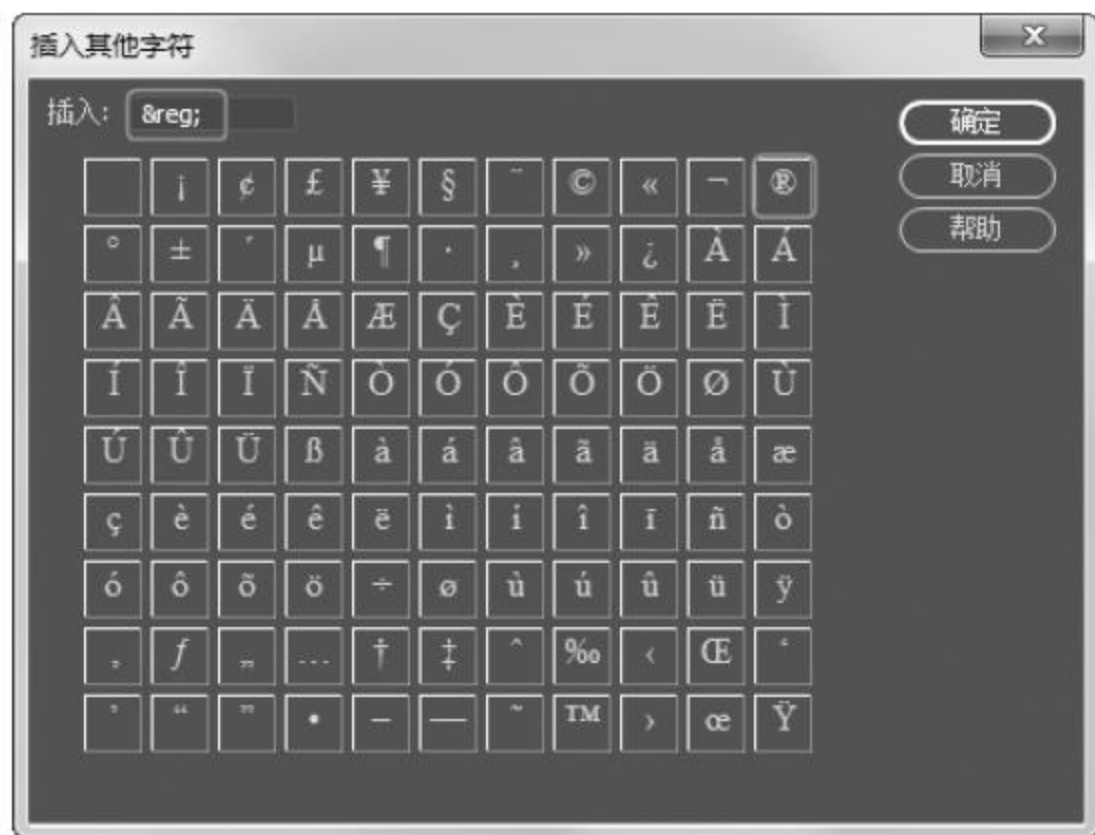 插入其他字符
X
插入: &reg; 确定
取消
帮助
¡ ¢ £ ¥ § ¨ © « ¬ ®
° ± ´ µ ¶ · ¸ » ¿ À Á
Â Ã Ä Å Æ Ç È É Ê Ë Ì
Í Î Ï Ñ Ò Ó Ô Õ Ö Ø Ù
Ú Û Ü ß à á â ã ä å æ
ç è é ê ë ì í î ï ñ ò
ó ô õ ö ÷ ø ù ú û ü ÿ
‚ ƒ „ … † ‡ ˆ ‰ ‹ Œ ‘
’ “ ” • – — ˜ ™ › œ Ÿ